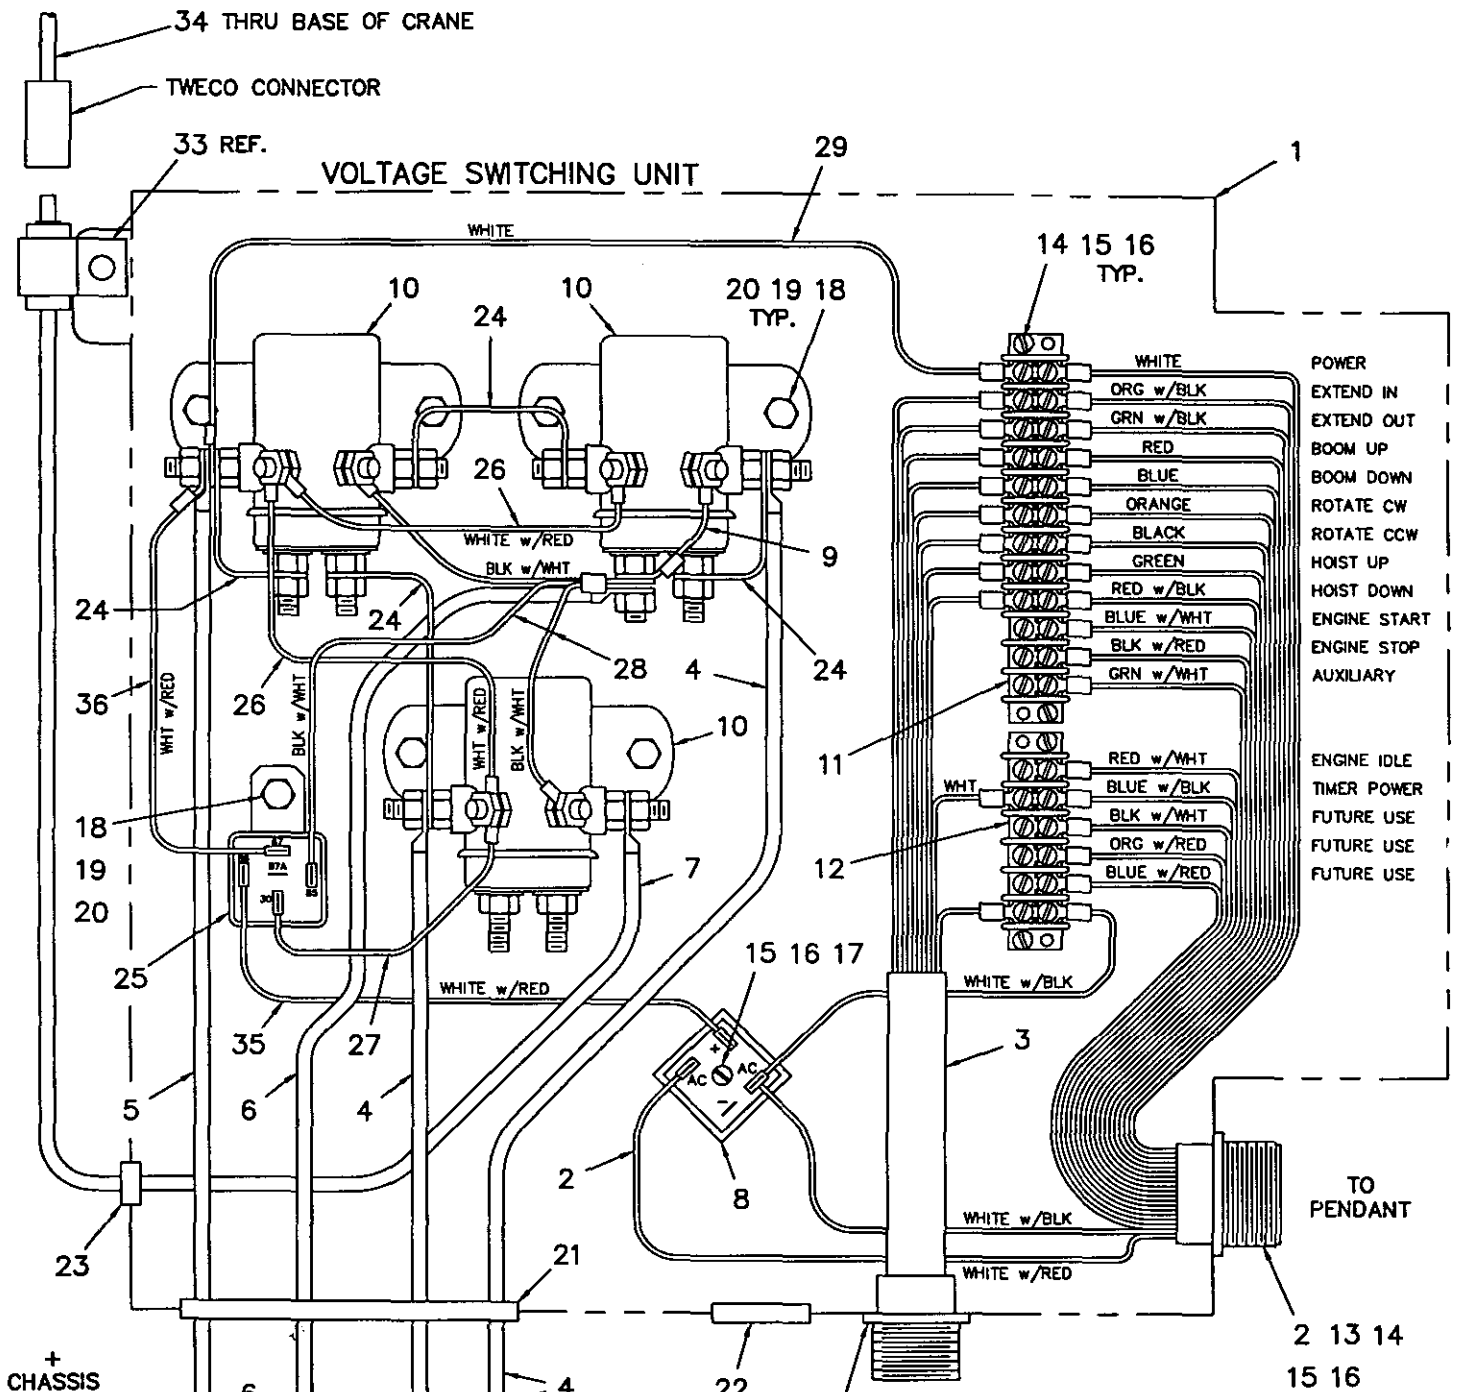 34 THRU BASE OF CRANE
TWECO CONNECTOR
33 REF.
VOLTAGE SWITCHING UNIT
29
1
WHITE
14 15 16
TYP.
10
10
20 19 18
TYP.
24
26
WHITE w/RED
9
BLK w/WHT
24
24
28
4
24
36
26
WHT w/RED
BLK w/WHT
WHT w/RED
BLK w/WHT
10
WHITE POWER
ORG w/BLK EXTEND IN
GRN w/BLK EXTEND OUT
RED BOOM UP
BLUE BOOM DOWN
ORANGE ROTATE CW
BLACK ROTATE CCW
GREEN HOIST UP
RED w/BLK HOIST DOWN
BLUE w/WHT ENGINE START
BLK w/RED ENGINE STOP
GRN w/WHT AUXILIARY
11
RED w/WHT ENGINE IDLE
WHT BLUE w/BLK TIMER POWER
BLK w/WHT FUTURE USE
ORG w/RED FUTURE USE
BLUE w/RED FUTURE USE
12
18
19
20
87
86
87A
85
30
7
25
15 16 17
WHITE w/RED
WHITE w/BLK
35
27
3
+
AC AC
5
6
4
2
8
TO
PENDANT
WHITE w/BLK
WHITE w/RED
23
21
2 13 14
15 16
+
CHASSIS
6
4
22